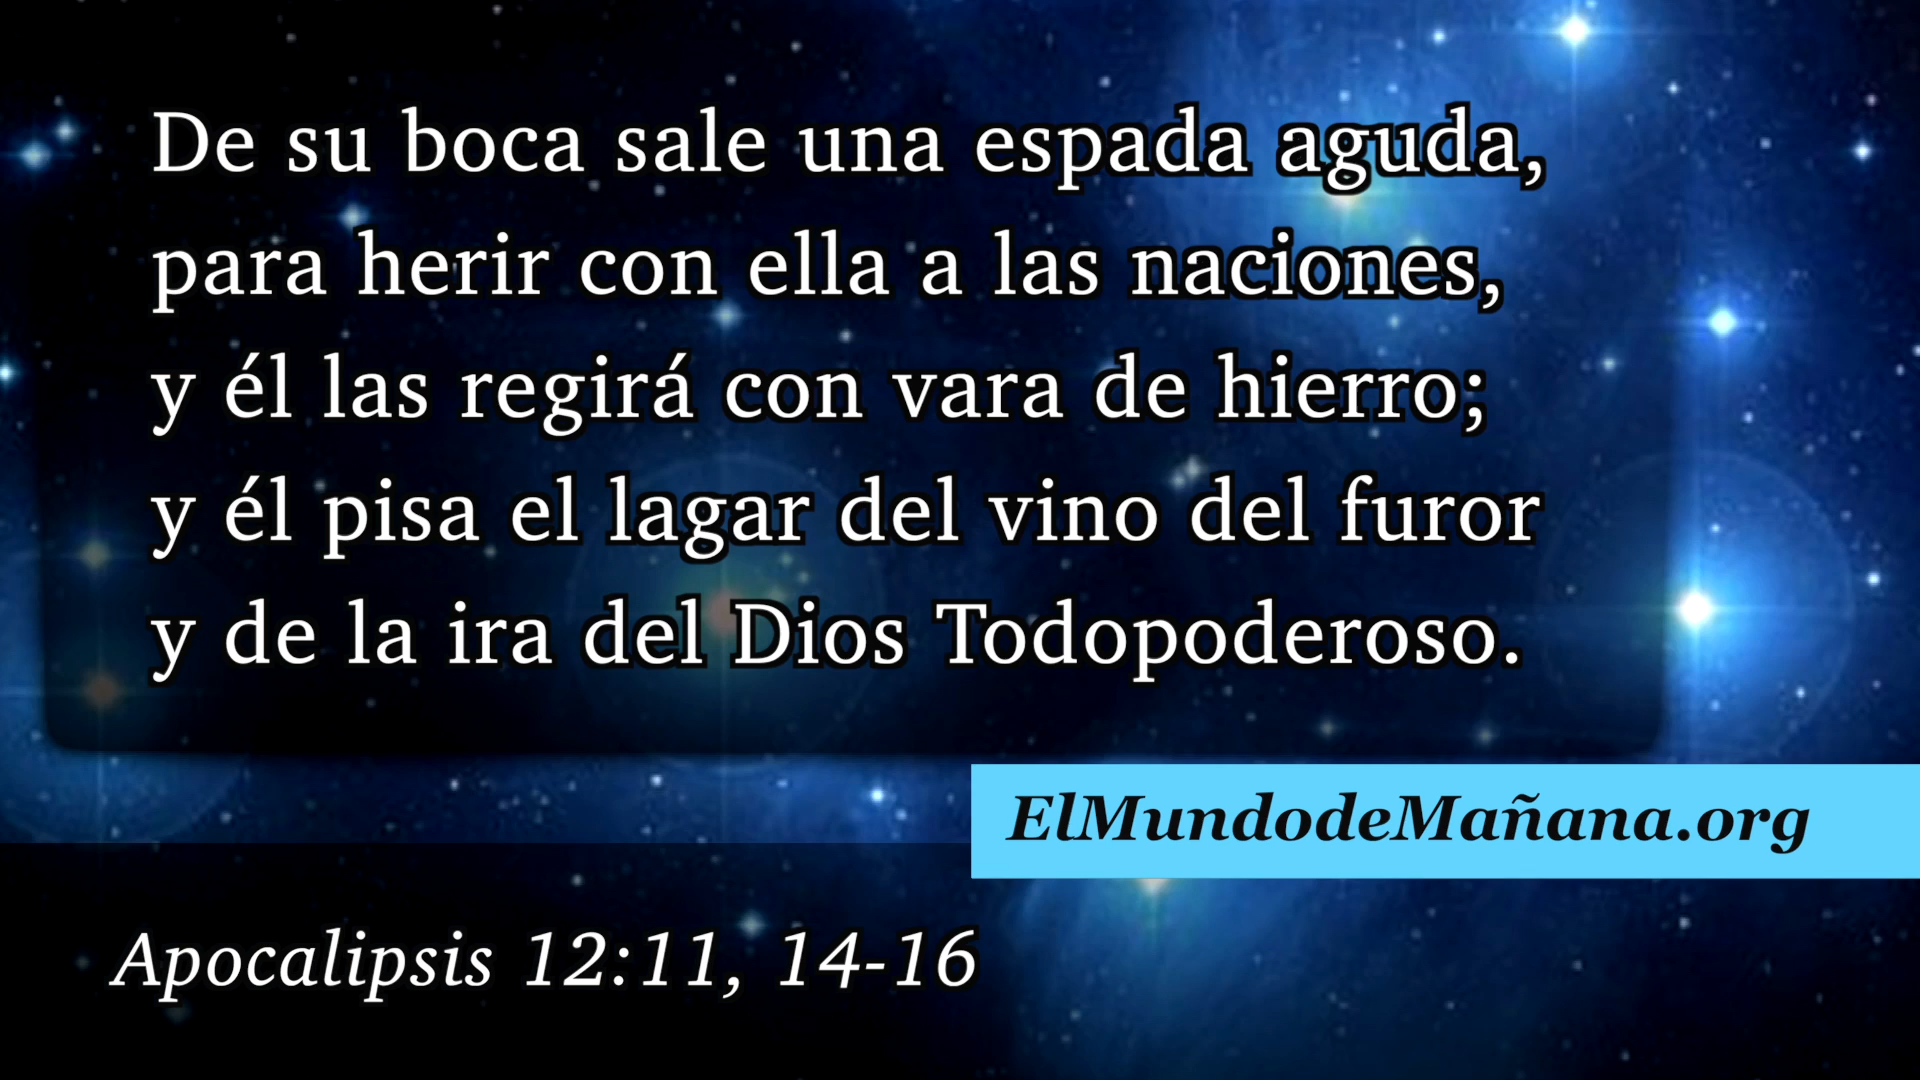 De su boca sale una espada aguda,
para herir con ella a las naciones,
y él las regirá con vara de hierro;
y él pisa el lagar del vino del furor
y de la ira del Dios Todopoderoso.
ElMundodeMañana.org
Apocalipsis 12:11, 14-16